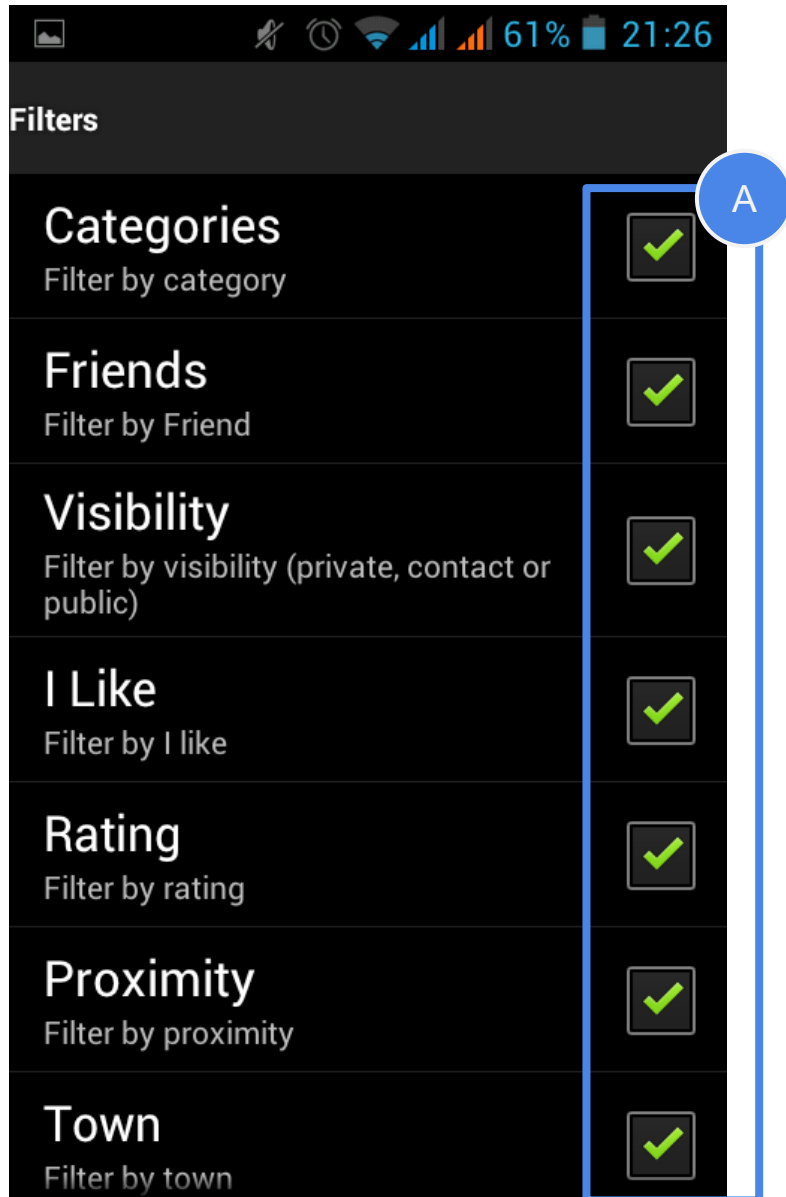 61% 21:26
Filters
A
Categories
Filter by category
Friends
Filter by Friend
Visibility
Filter by visibility (private, contact or
public)
I Like
Filter by I like
Rating
Filter by rating
Proximity
Filter by proximity
Town
Filter by town